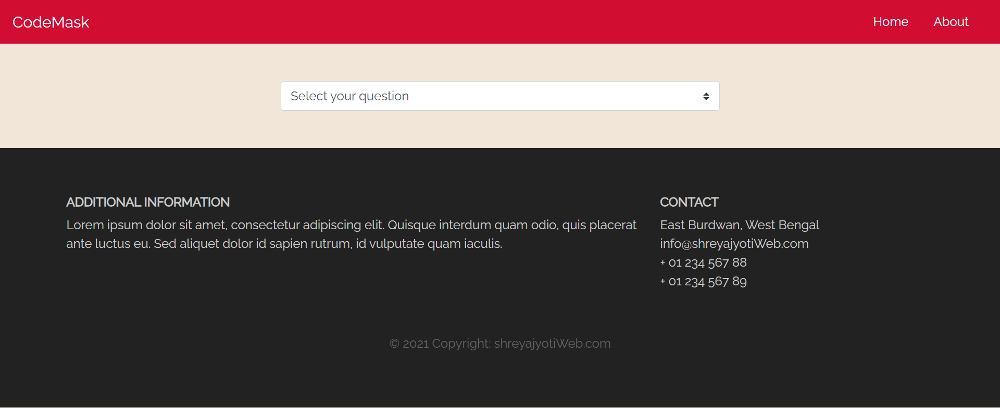 CodeMask
Home
About
Select your question
ADDITIONAL INFORMATION
Lorem ipsum dolor sit amet, consectetur adipiscing elit. Quisque interdum quam odio, quis placerat
ante luctus eu. Sed aliquet dolor id sapien rutrum, id vulputate quam iaculis.
CONTACT
East Burdwan, West Bengal
info@shreyajyotiWeb.com
+ 01 234 567 88
+ 01 234 567 89
© 2021 Copyright: shreyajyotiWeb.com